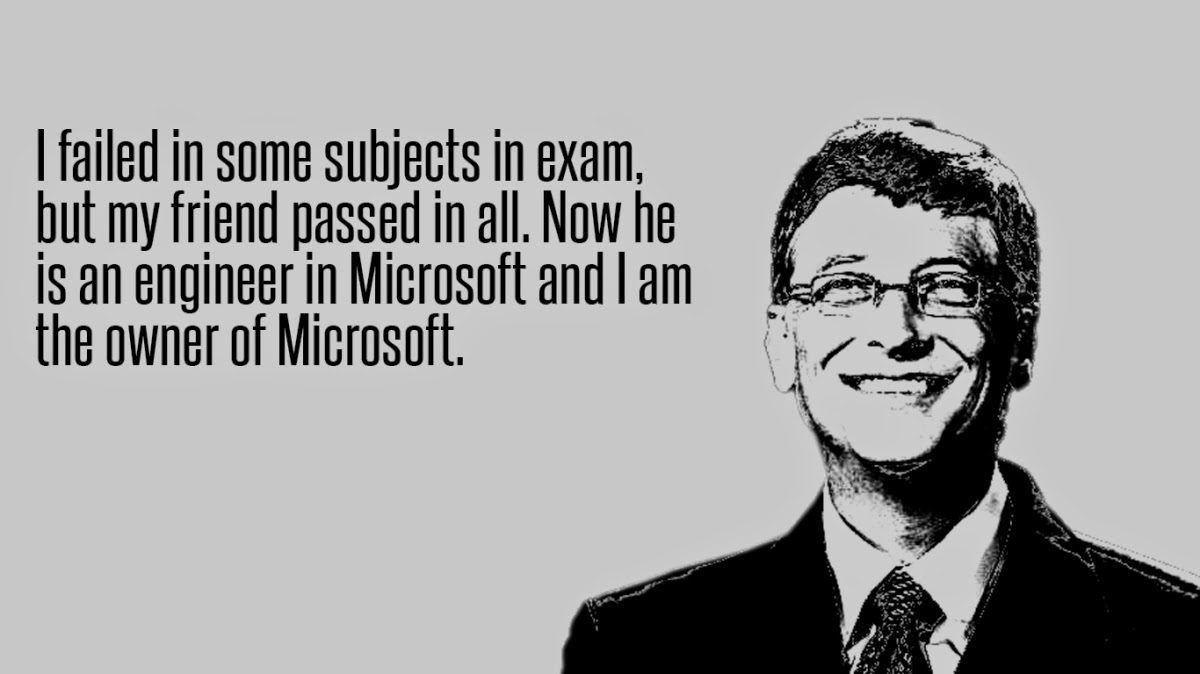 I failed in some subjects in exam,
but my friend passed in all. Now he
is an engineer in Microsoft and I am
the owner of Microsoft.